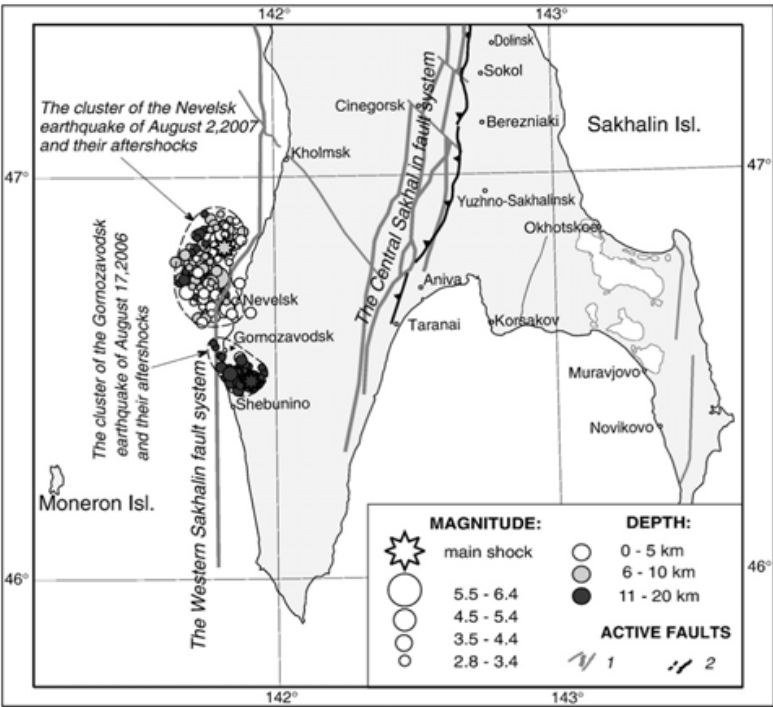 142°
143°
Dolinsk
Sokol
Cinegorsk
Berezniaki
The cluster of the Nevelsk
earthquake of August 2,2007
and their aftershocks
Sakhalin Isl.
Kholmsk
47°
47°
The Central Sakhalin fault system
Yuzhno-Sakhalinsk
Okhotskoe
The cluster of the Gornozavodsk
earthquake of August 17,2006
and their aftershocks
Aniva
Nevelsk
Taranai
Korsakov
Gornozavodsk
Muravjovo
Shebunino
Novikovo
The Western Sakhalin fault system
Moneron Isl.
46°
46°
MAGNITUDE:
main shock
5.5 - 6.4
4.5 - 5.4
3.5 - 4.4
2.8 - 3.4
DEPTH:
0 - 5 km
6 - 10 km
11 - 20 km
ACTIVE FAULTS
1
2
142°
143°